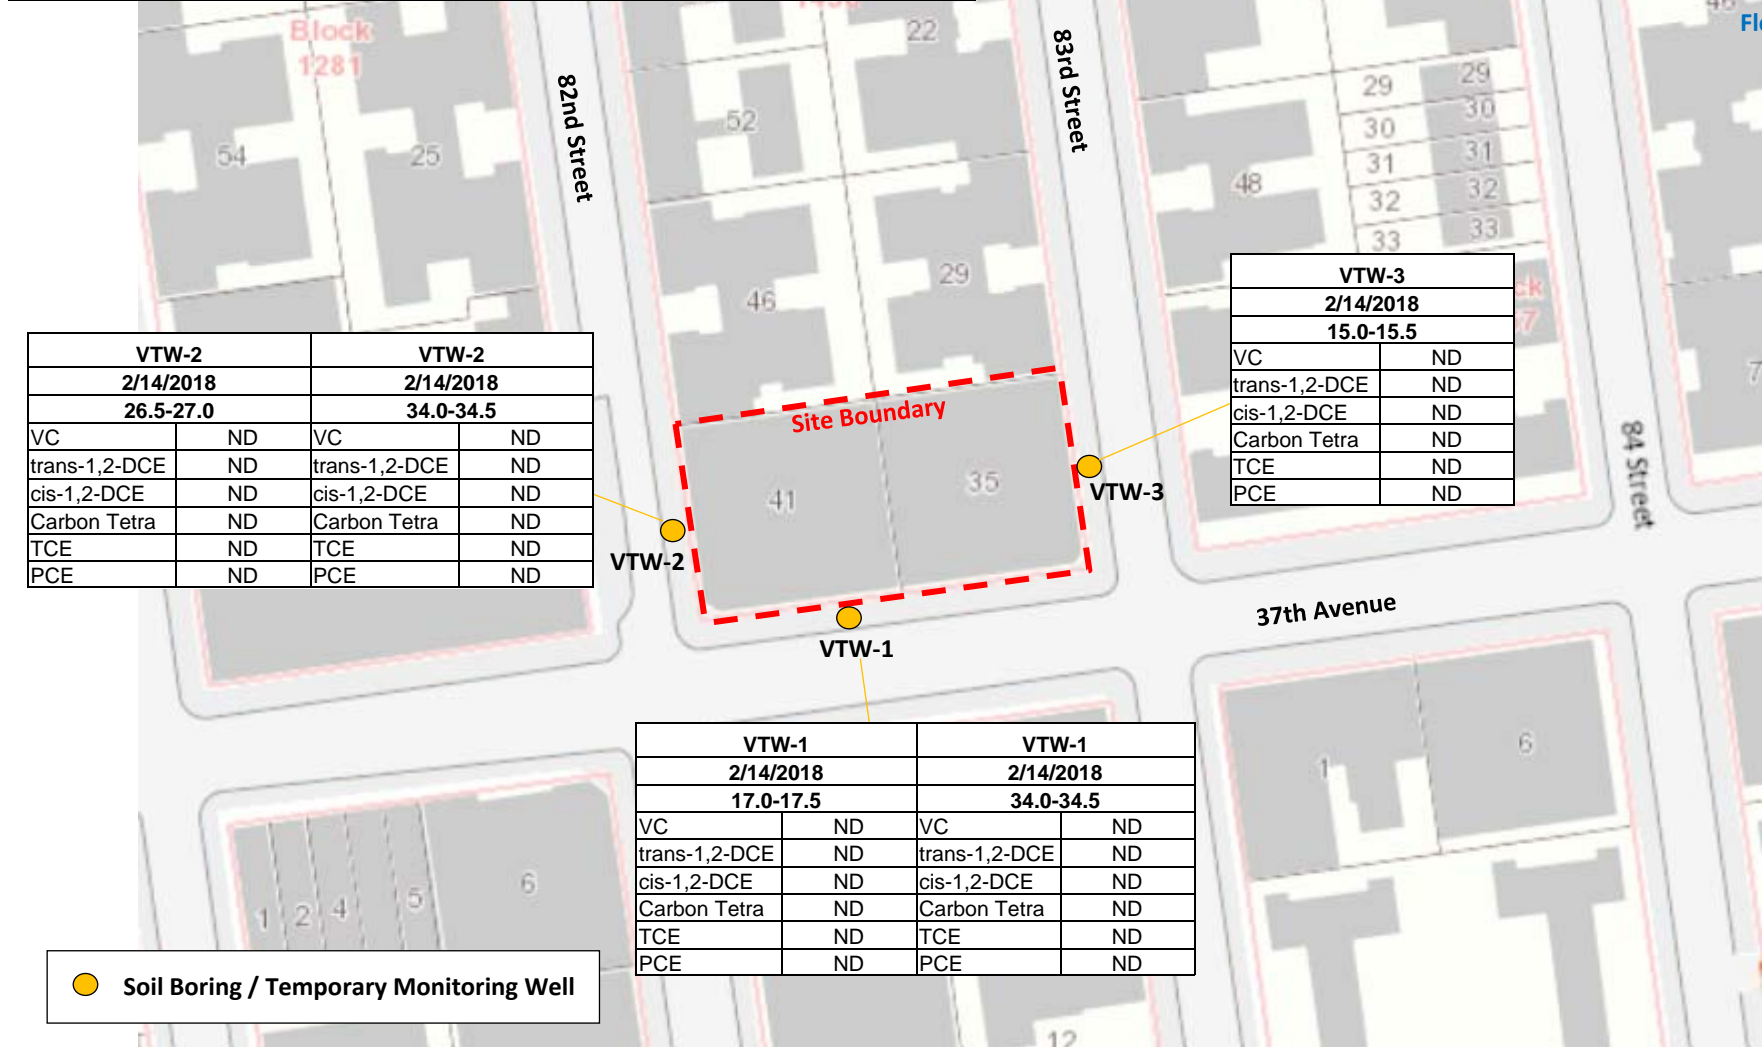 Block
1281
22
82nd Street
83rd Street
Fl
54
25
52
29
29
30
30
31
31
32
32
33
33
48
46
29
VTW-3
2/14/2018
15.0-15.5
VC ND
trans-1,2-DCE ND
cis-1,2-DCE ND
Carbon Tetra ND
TCE ND
PCE ND
VTW-2 VTW-2
2/14/2018 2/14/2018
26.5-27.0 34.0-34.5
VC ND VC ND
trans-1,2-DCE ND trans-1,2-DCE ND
cis-1,2-DCE ND cis-1,2-DCE ND
Carbon Tetra ND Carbon Tetra ND
TCE ND TCE ND
PCE ND PCE ND
Site Boundary
41
35
VTW-3
VTW-2
VTW-1
84 Street
37th Avenue
7
VTW-1 VTW-1
2/14/2018 2/14/2018
17.0-17.5 34.0-34.5
VC ND VC ND
trans-1,2-DCE ND trans-1,2-DCE ND
cis-1,2-DCE ND cis-1,2-DCE ND
Carbon Tetra ND Carbon Tetra ND
TCE ND TCE ND
PCE ND PCE ND
1
6
1
2
4
5
6
12
Soil Boring / Temporary Monitoring Well